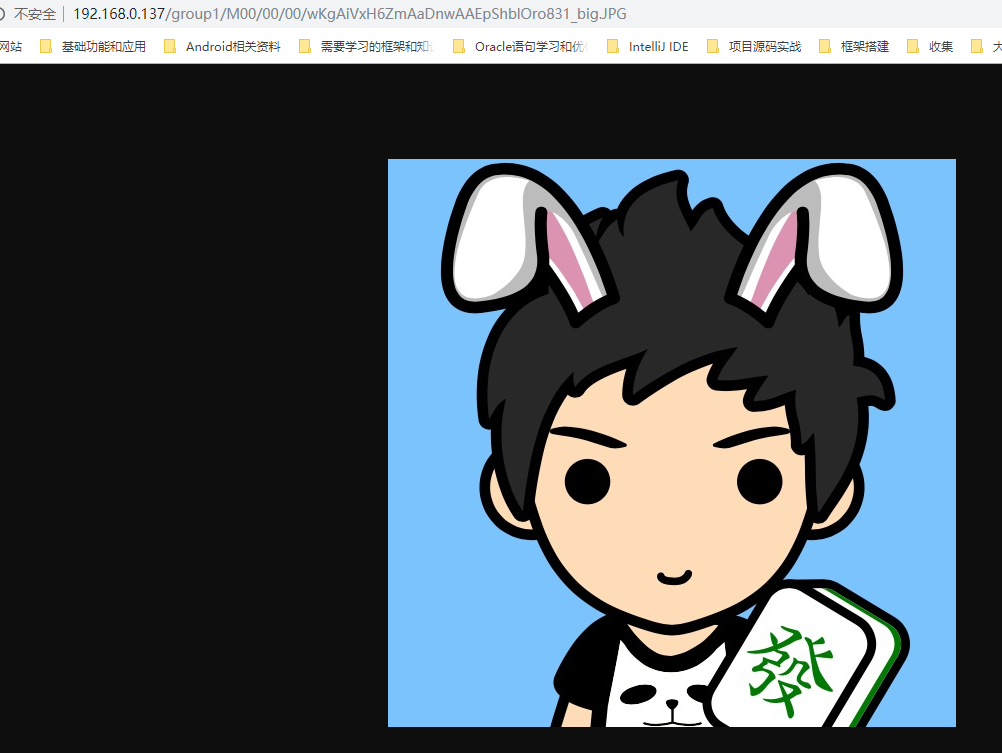 不安全 192.168.0.137/group1/M00/00/00/wKgAiVxH6ZmAaDnwAAEpShblOro831_big.JPG
网站 基础功能和应用 Android相关资料 需要学习的框架和知 Oracle语句学习和优 IntelliJ IDE 项目源码实战 框架搭建 收集 大
發